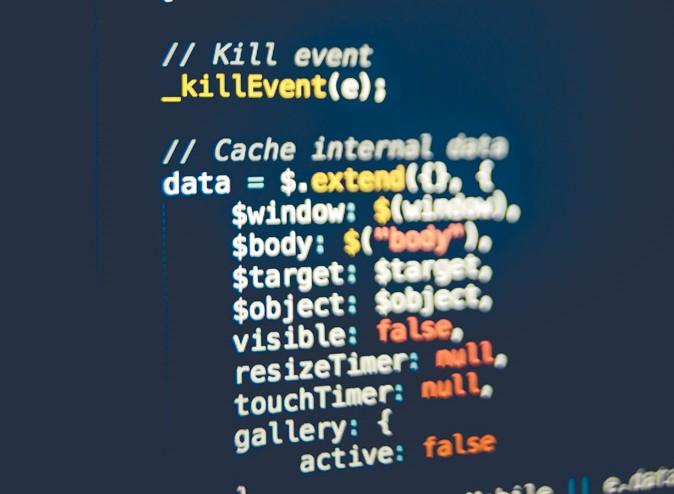 // Kill event
_killEvent(e);
// Cache internal data
data = $.extend({}, {
$window: $(window),
$body: $("body"),
$target: $target,
$object: $object,
visible: false,
resizeTimer: null,
touchTimer: null,
gallery: {
active: false
}
|| e.data